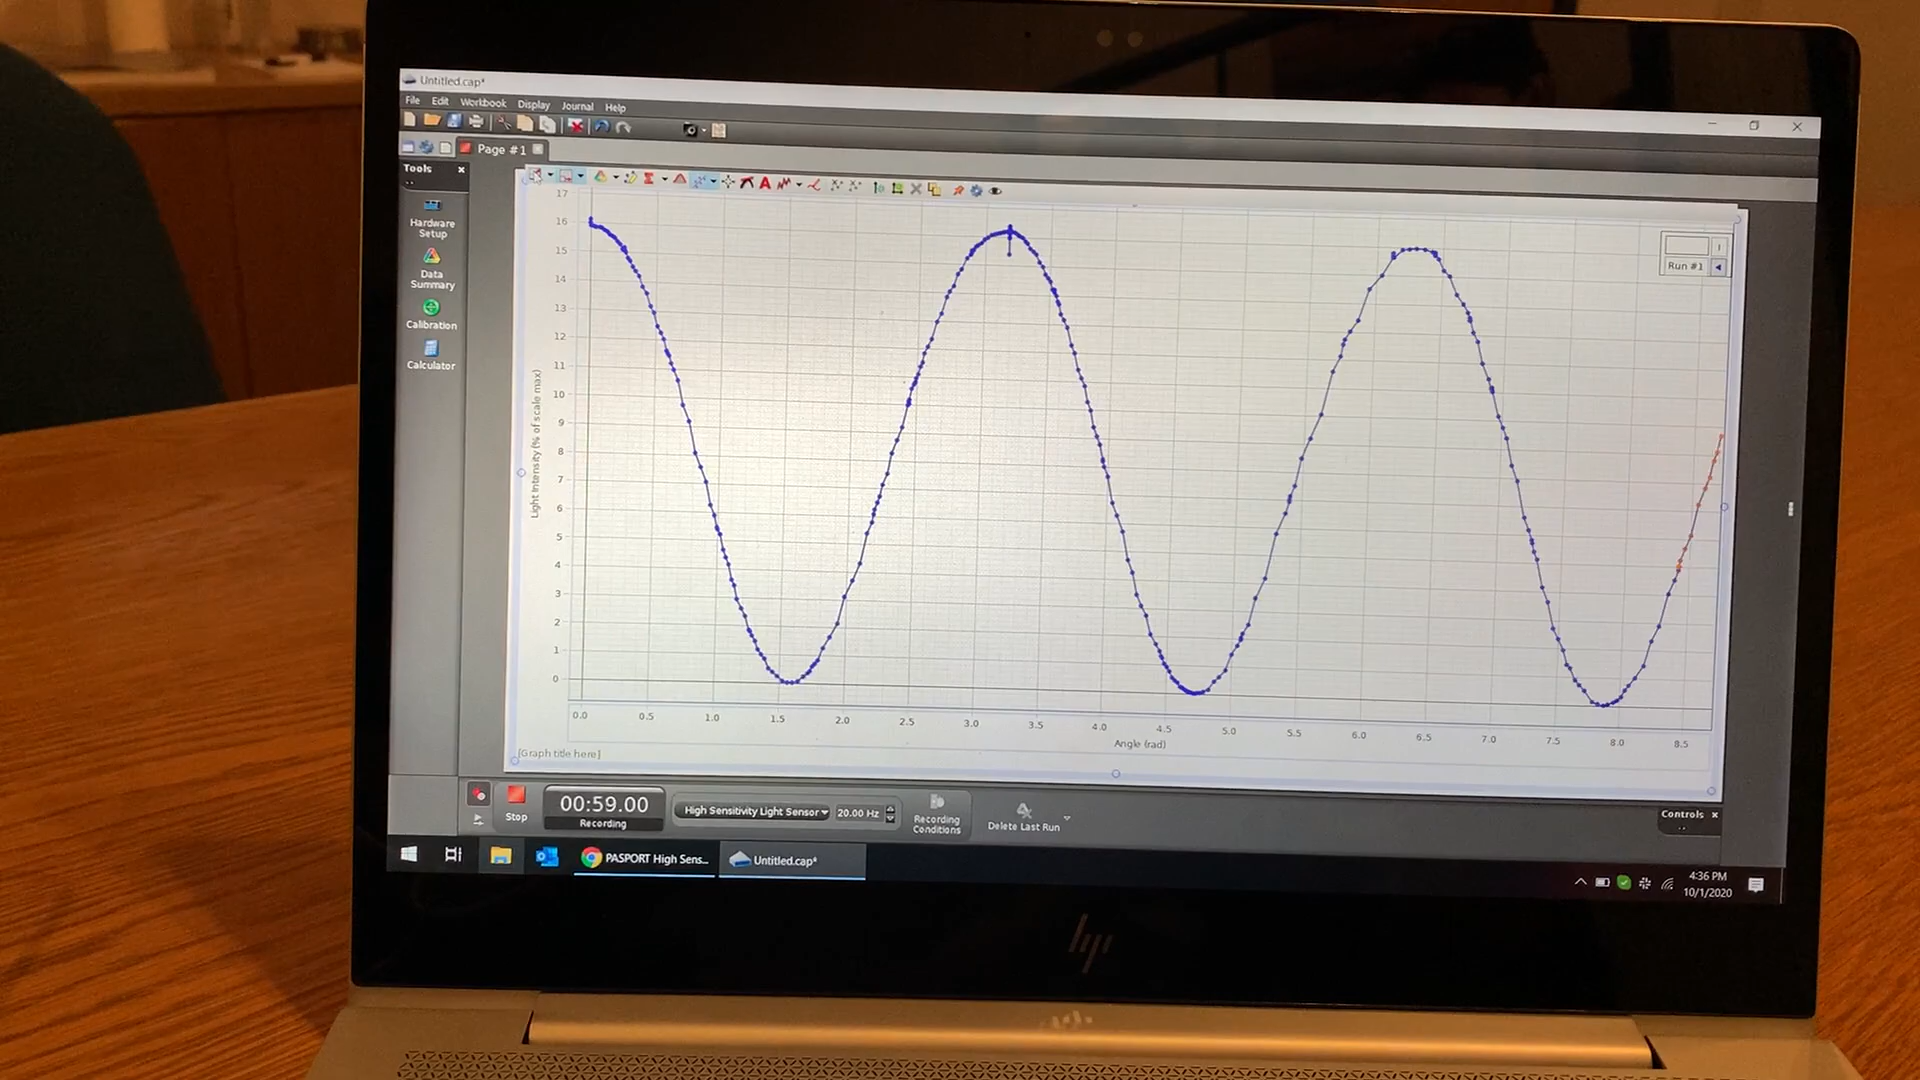 Untitled.cap*
File Edit Workbook Display Journal Help
Page #1
Tools
Hardware
Setup
Data
Summary
Calibration
Calculator
17
16
15
14
13
12
11
10
9
8
7
6
5
4
3
2
1
0
Light Intensity (% of scale max)
Run #1
0.0 0.5 1.0 1.5 2.0 2.5 3.0 3.5 4.0 4.5 5.0 5.5 6.0 6.5 7.0 7.5 8.0 8.5
Angle (rad)
[Graph title here]
Stop
00:59.00
Recording
High Sensitivity Light Sensor
20.00 Hz
Recording
Conditions
Delete Last Run
Controls
PASPORT High Sens...
Untitled.cap*
4:36 PM
10/1/2020
hp